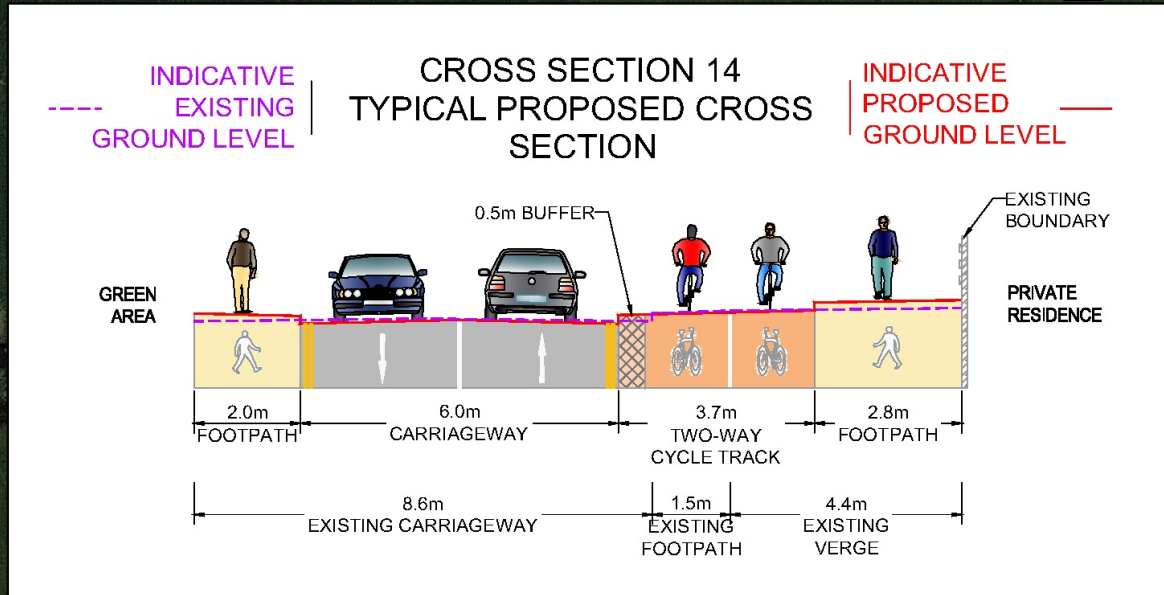 INDICATIVE
EXISTING
GROUND LEVEL
CROSS SECTION 14
TYPICAL PROPOSED CROSS
SECTION
INDICATIVE
PROPOSED
GROUND LEVEL
0.5m BUFFER
EXISTING
BOUNDARY
GREEN
AREA
PRIVATE
RESIDENCE
2.0m
FOOTPATH
6.0m
CARRIAGEWAY
3.7m
TWO-WAY
CYCLE TRACK
2.8m
FOOTPATH
8.6m
EXISTING CARRIAGEWAY
1.5m
EXISTING
FOOTPATH
4.4m
EXISTING
VERGE